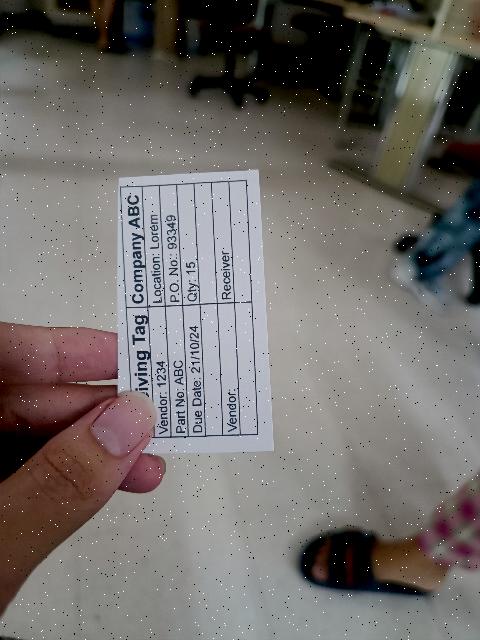 iving Tag Company ABC
Vendor: 1234 Location: Lorem
Part No: ABC P.O. No.: 93349
Due Date: 21/10/24 Qty: 15
Vendor: Receiver